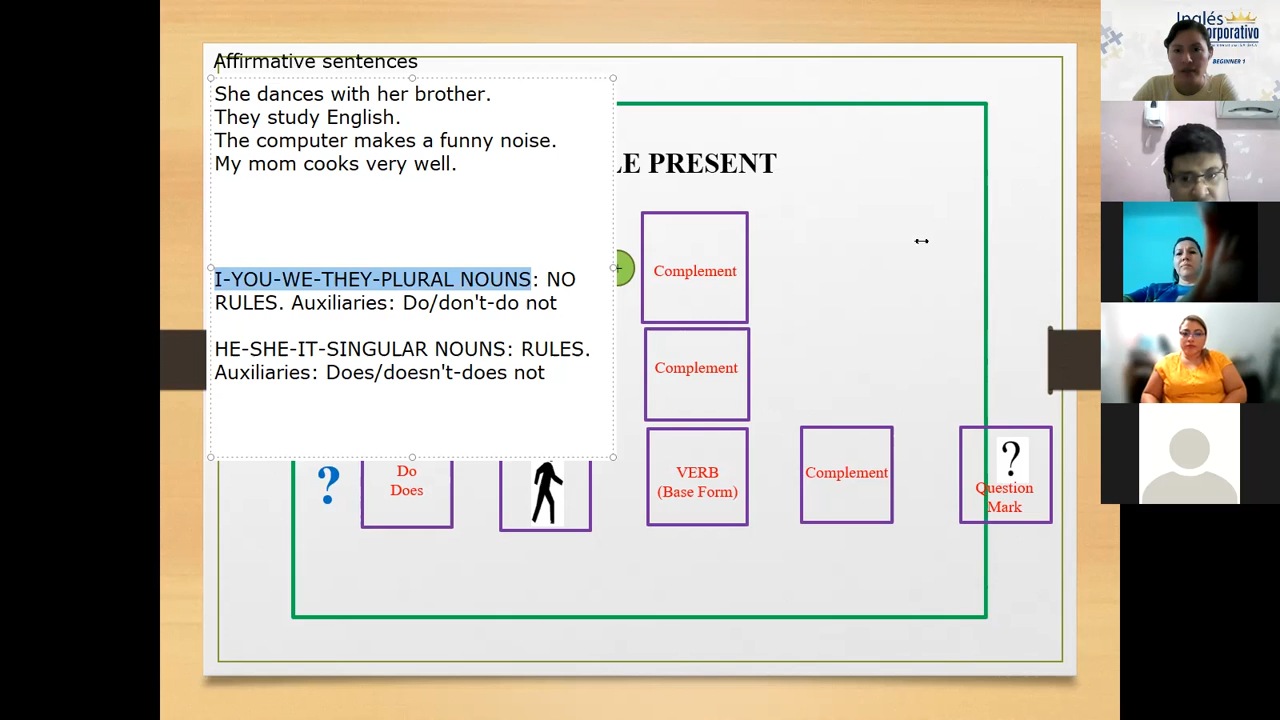 Affirmative sentences
She dances with her brother.
They study English.
The computer makes a funny noise.
My mom cooks very well.
I-YOU-WE-THEY-PLURAL NOUNS: NO
RULES. Auxiliaries: Do/don't-do not
HE-SHE-IT-SINGULAR NOUNS: RULES.
Auxiliaries: Does/doesn't-does not
PRESENT
Complement
Complement
?
Do
Does
VERB
(Base Form)
Complement
?
Question
Mark
Inglés
BEGINNER 1